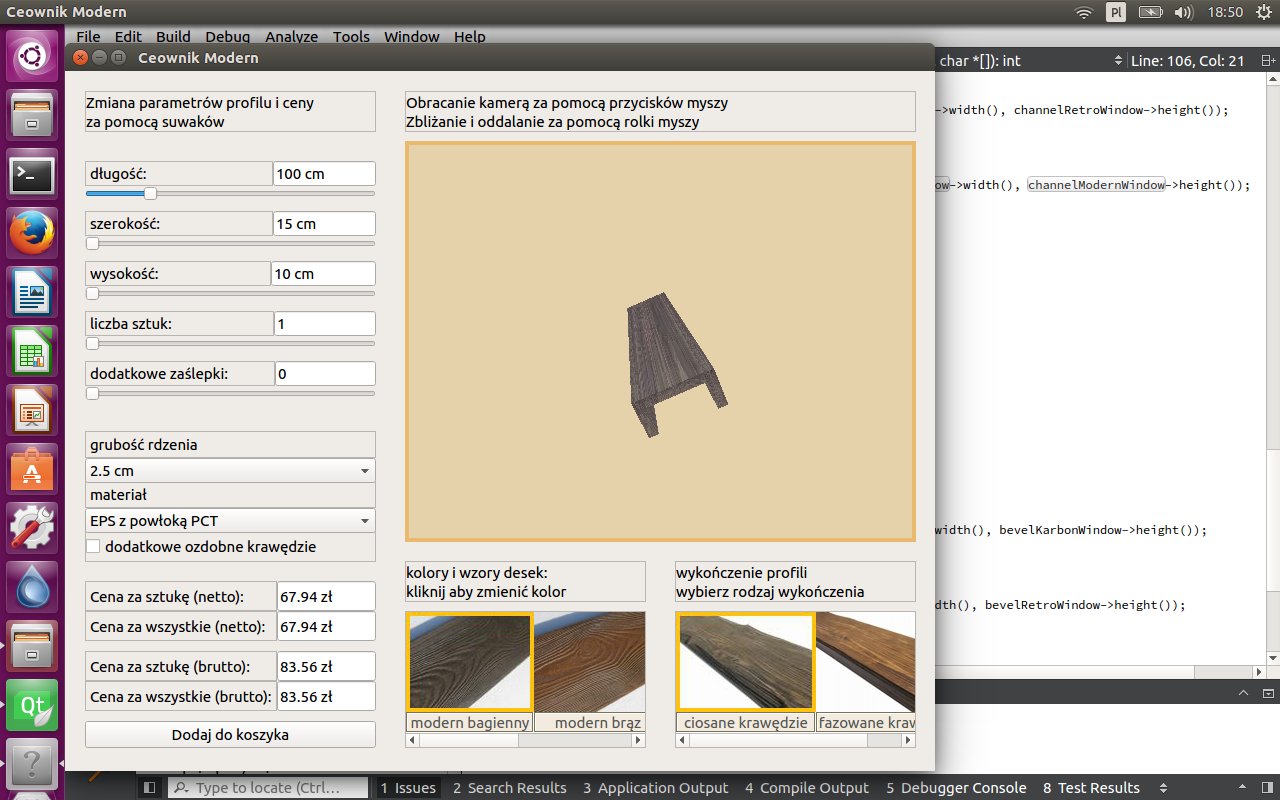 Ceownik Modern
Pl
18:50
File Edit Build Debug Analyze Tools Window Help
Ceownik Modern
char *[]): int
Line: 106, Col: 21
Zmiana parametrów profilu i ceny
za pomocą suwaków
Obracanie kamerą za pomocą przycisków myszy
Zbliżanie i oddalanie za pomocą rolki myszy
->width(), channelRetroWindow->height());
długość: 100 cm
ow->width(), channelModernWindow->height());
szerokość: 15 cm
wysokość: 10 cm
liczba sztuk: 1
dodatkowe zaślepki: 0
grubość rdzenia
2.5 cm
materiał
EPS z powłoką PCT
dodatkowe ozdobne krawędzie
width(), bevelKarbonWindow->height());
kolory i wzory desek:
kliknij aby zmienić kolor
wykończenie profili
wybierz rodzaj wykończenia
Cena za sztukę (netto): 67.94 zł
Cena za wszystkie (netto): 67.94 zł
dth(), bevelRetroWindow->height());
Cena za sztukę (brutto): 83.56 zł
Cena za wszystkie (brutto): 83.56 zł
modern bagienny
modern brąz
ciosane krawędzie
fazowane kraw
Dodaj do koszyka
Qt
Type to locate (Ctrl...
1 Issues
2 Search Results
3 Application Output
4 Compile Output
5 Debugger Console
8 Test Results